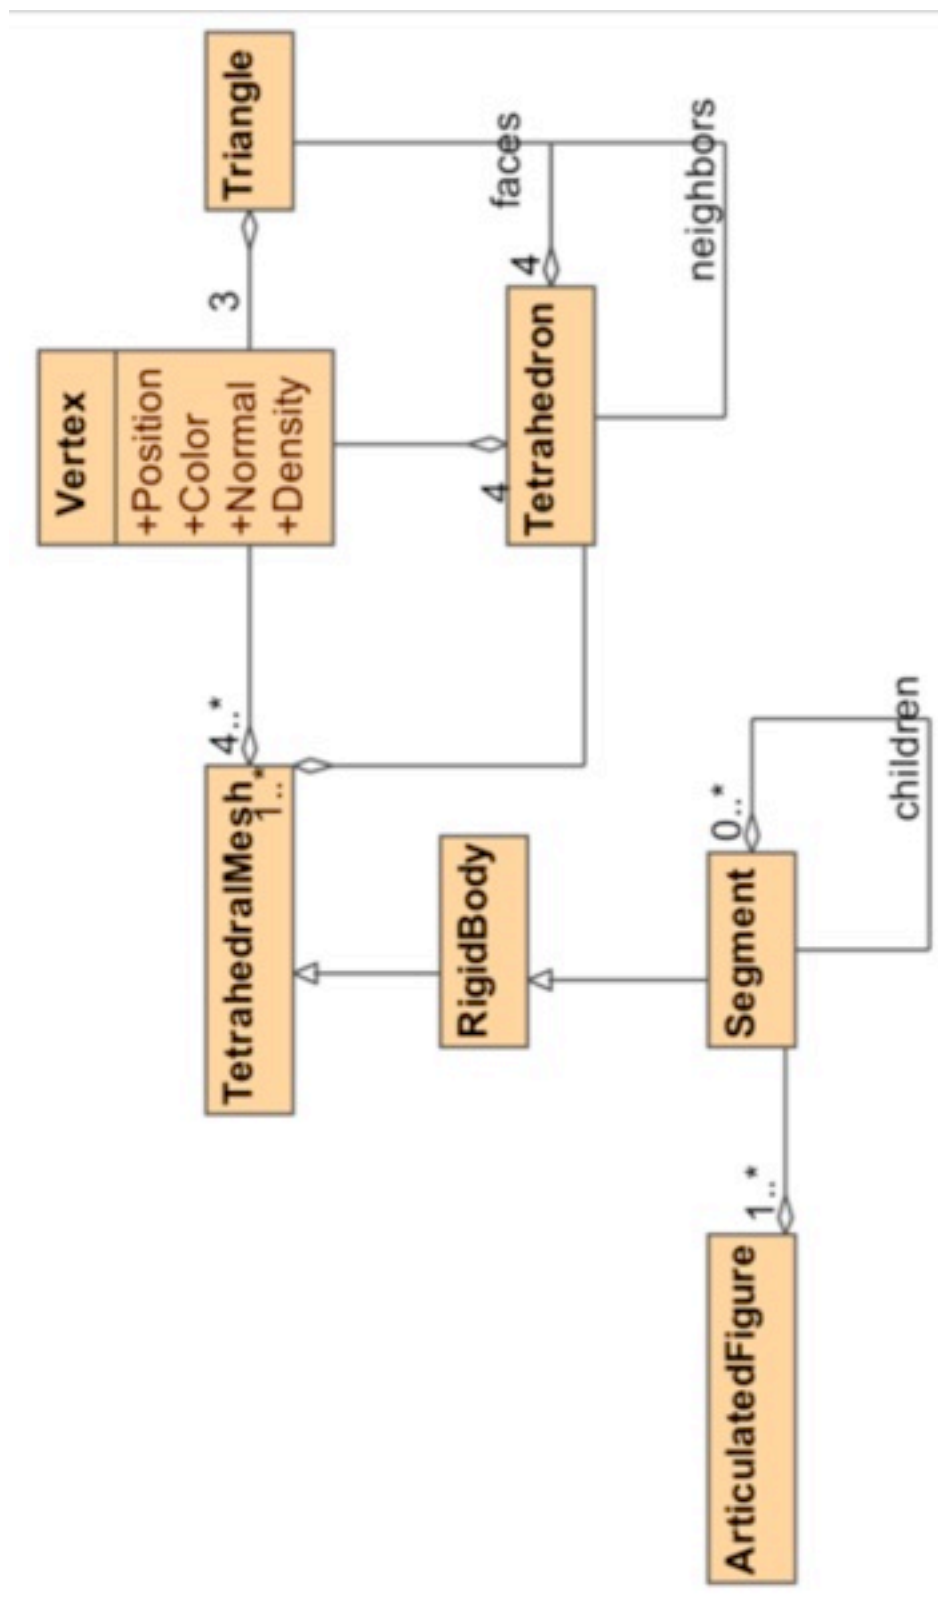 Vertex
+Position
+Color
+Normal
+Density
TetrahedralMesh
4..*
1..*
3
Triangle
RigidBody
4
Tetrahedron
4
faces
neighbors
ArticulatedFigure
1..*
Segment
0..*
children